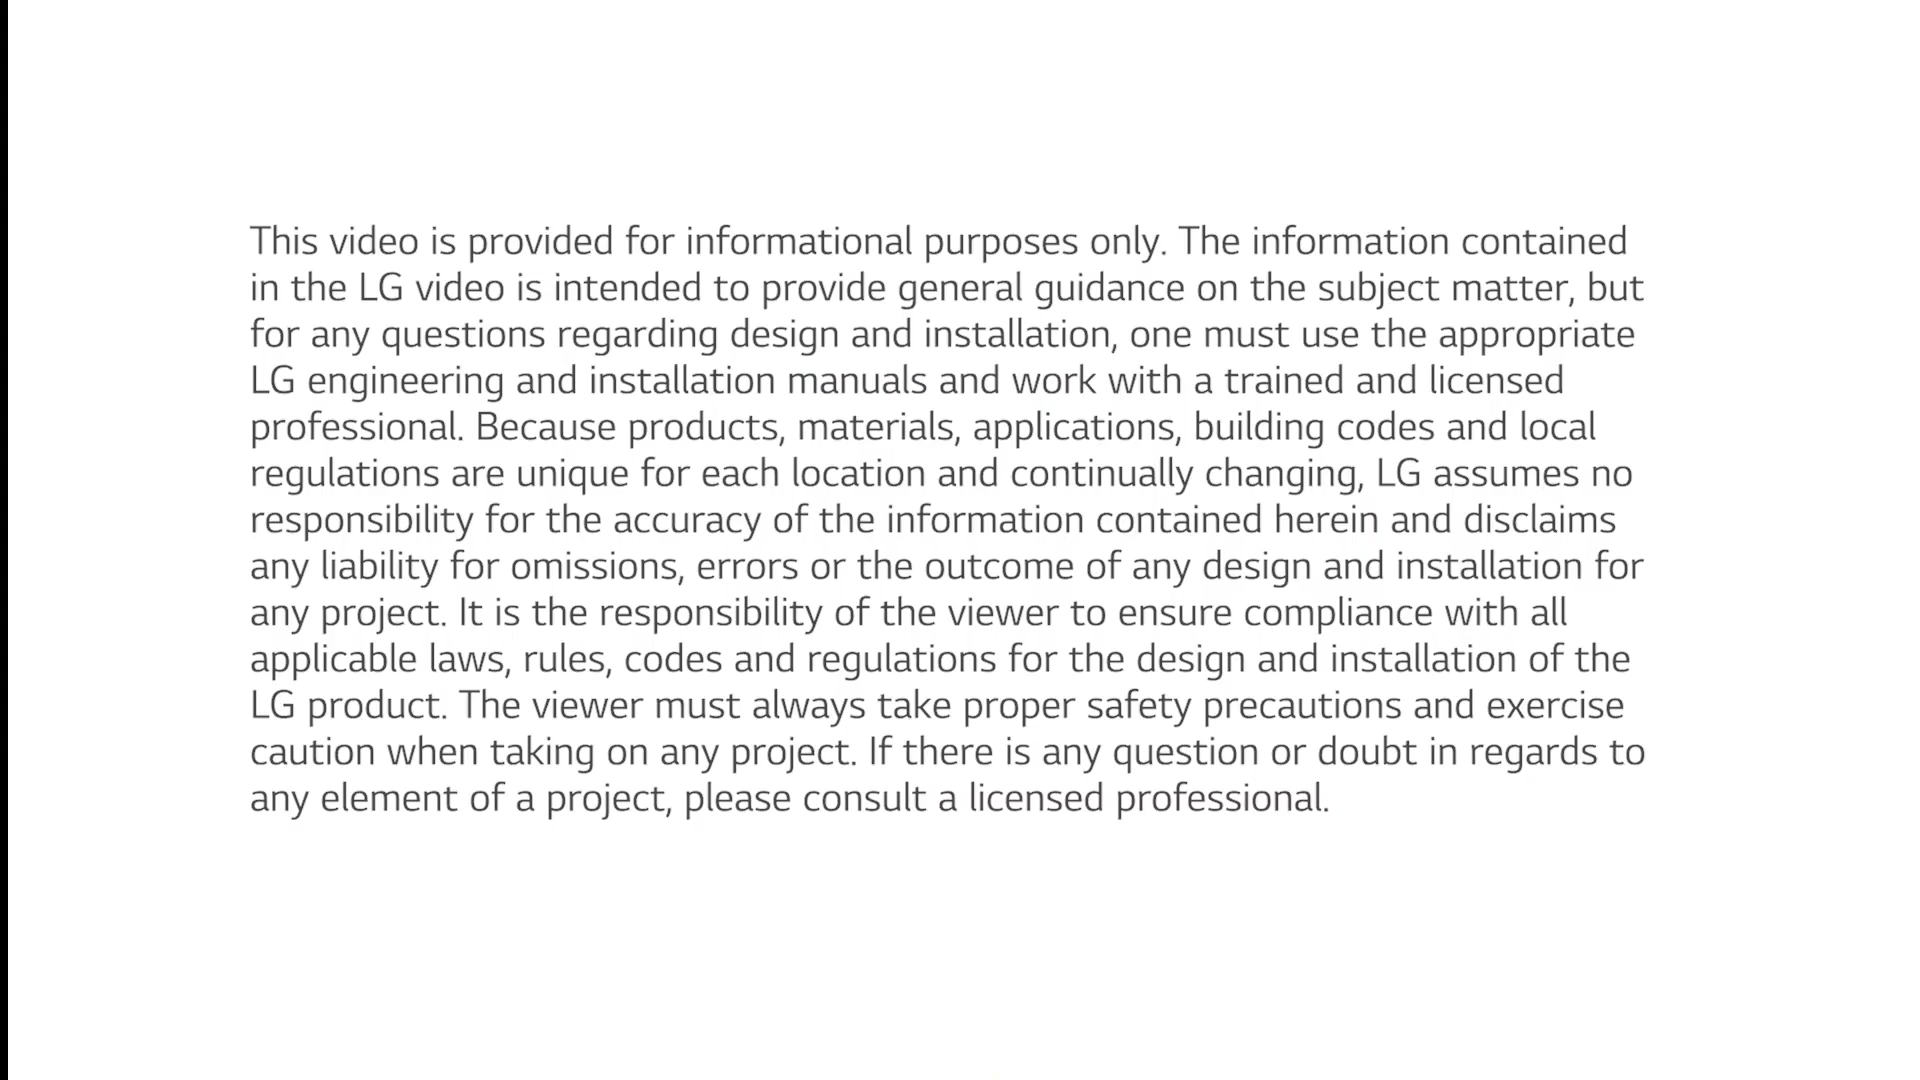 This video is provided for informational purposes only. The information contained
in the LG video is intended to provide general guidance on the subject matter, but
for any questions regarding design and installation, one must use the appropriate
LG engineering and installation manuals and work with a trained and licensed
professional. Because products, materials, applications, building codes and local
regulations are unique for each location and continually changing, LG assumes no
responsibility for the accuracy of the information contained herein and disclaims
any liability for omissions, errors or the outcome of any design and installation for
any project. It is the responsibility of the viewer to ensure compliance with all
applicable laws, rules, codes and regulations for the design and installation of the
LG product. The viewer must always take proper safety precautions and exercise
caution when taking on any project. If there is any question or doubt in regards to
any element of a project, please consult a licensed professional.